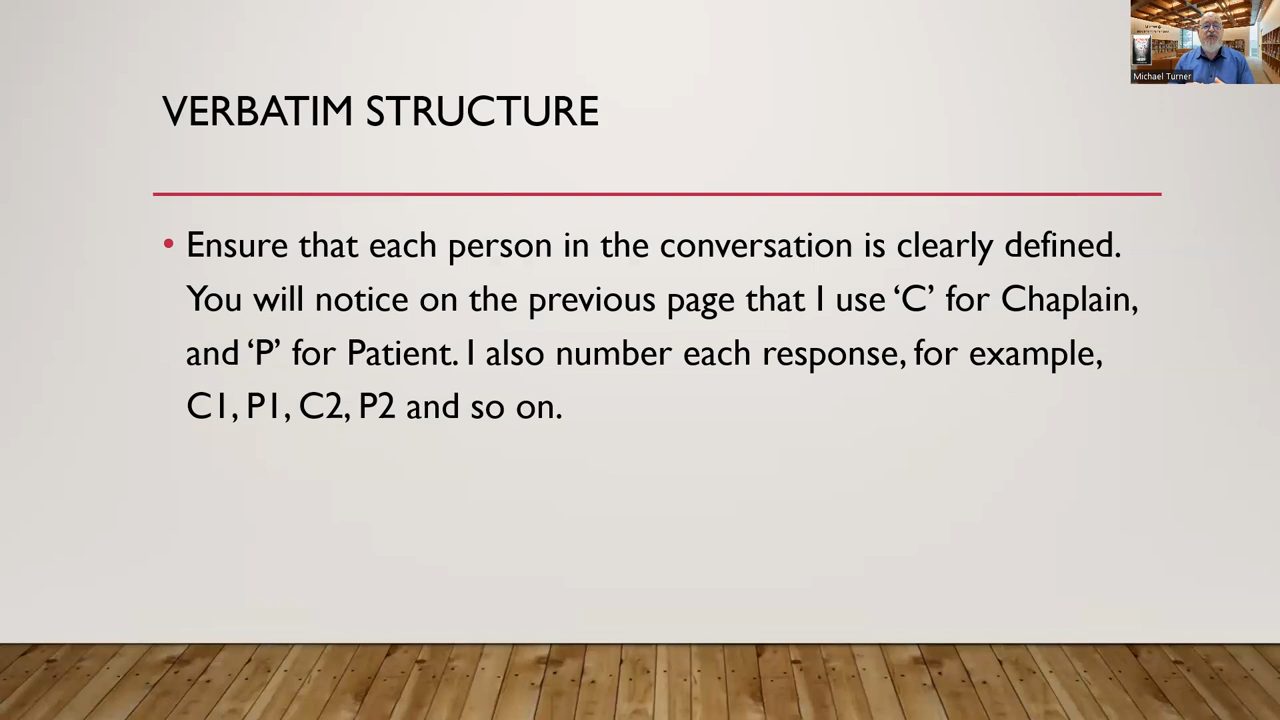 Michael Turner
VERBATIM STRUCTURE
• Ensure that each person in the conversation is clearly defined.
You will notice on the previous page that I use ‘C’ for Chaplain,
and ‘P’ for Patient. I also number each response, for example,
C1, P1, C2, P2 and so on.